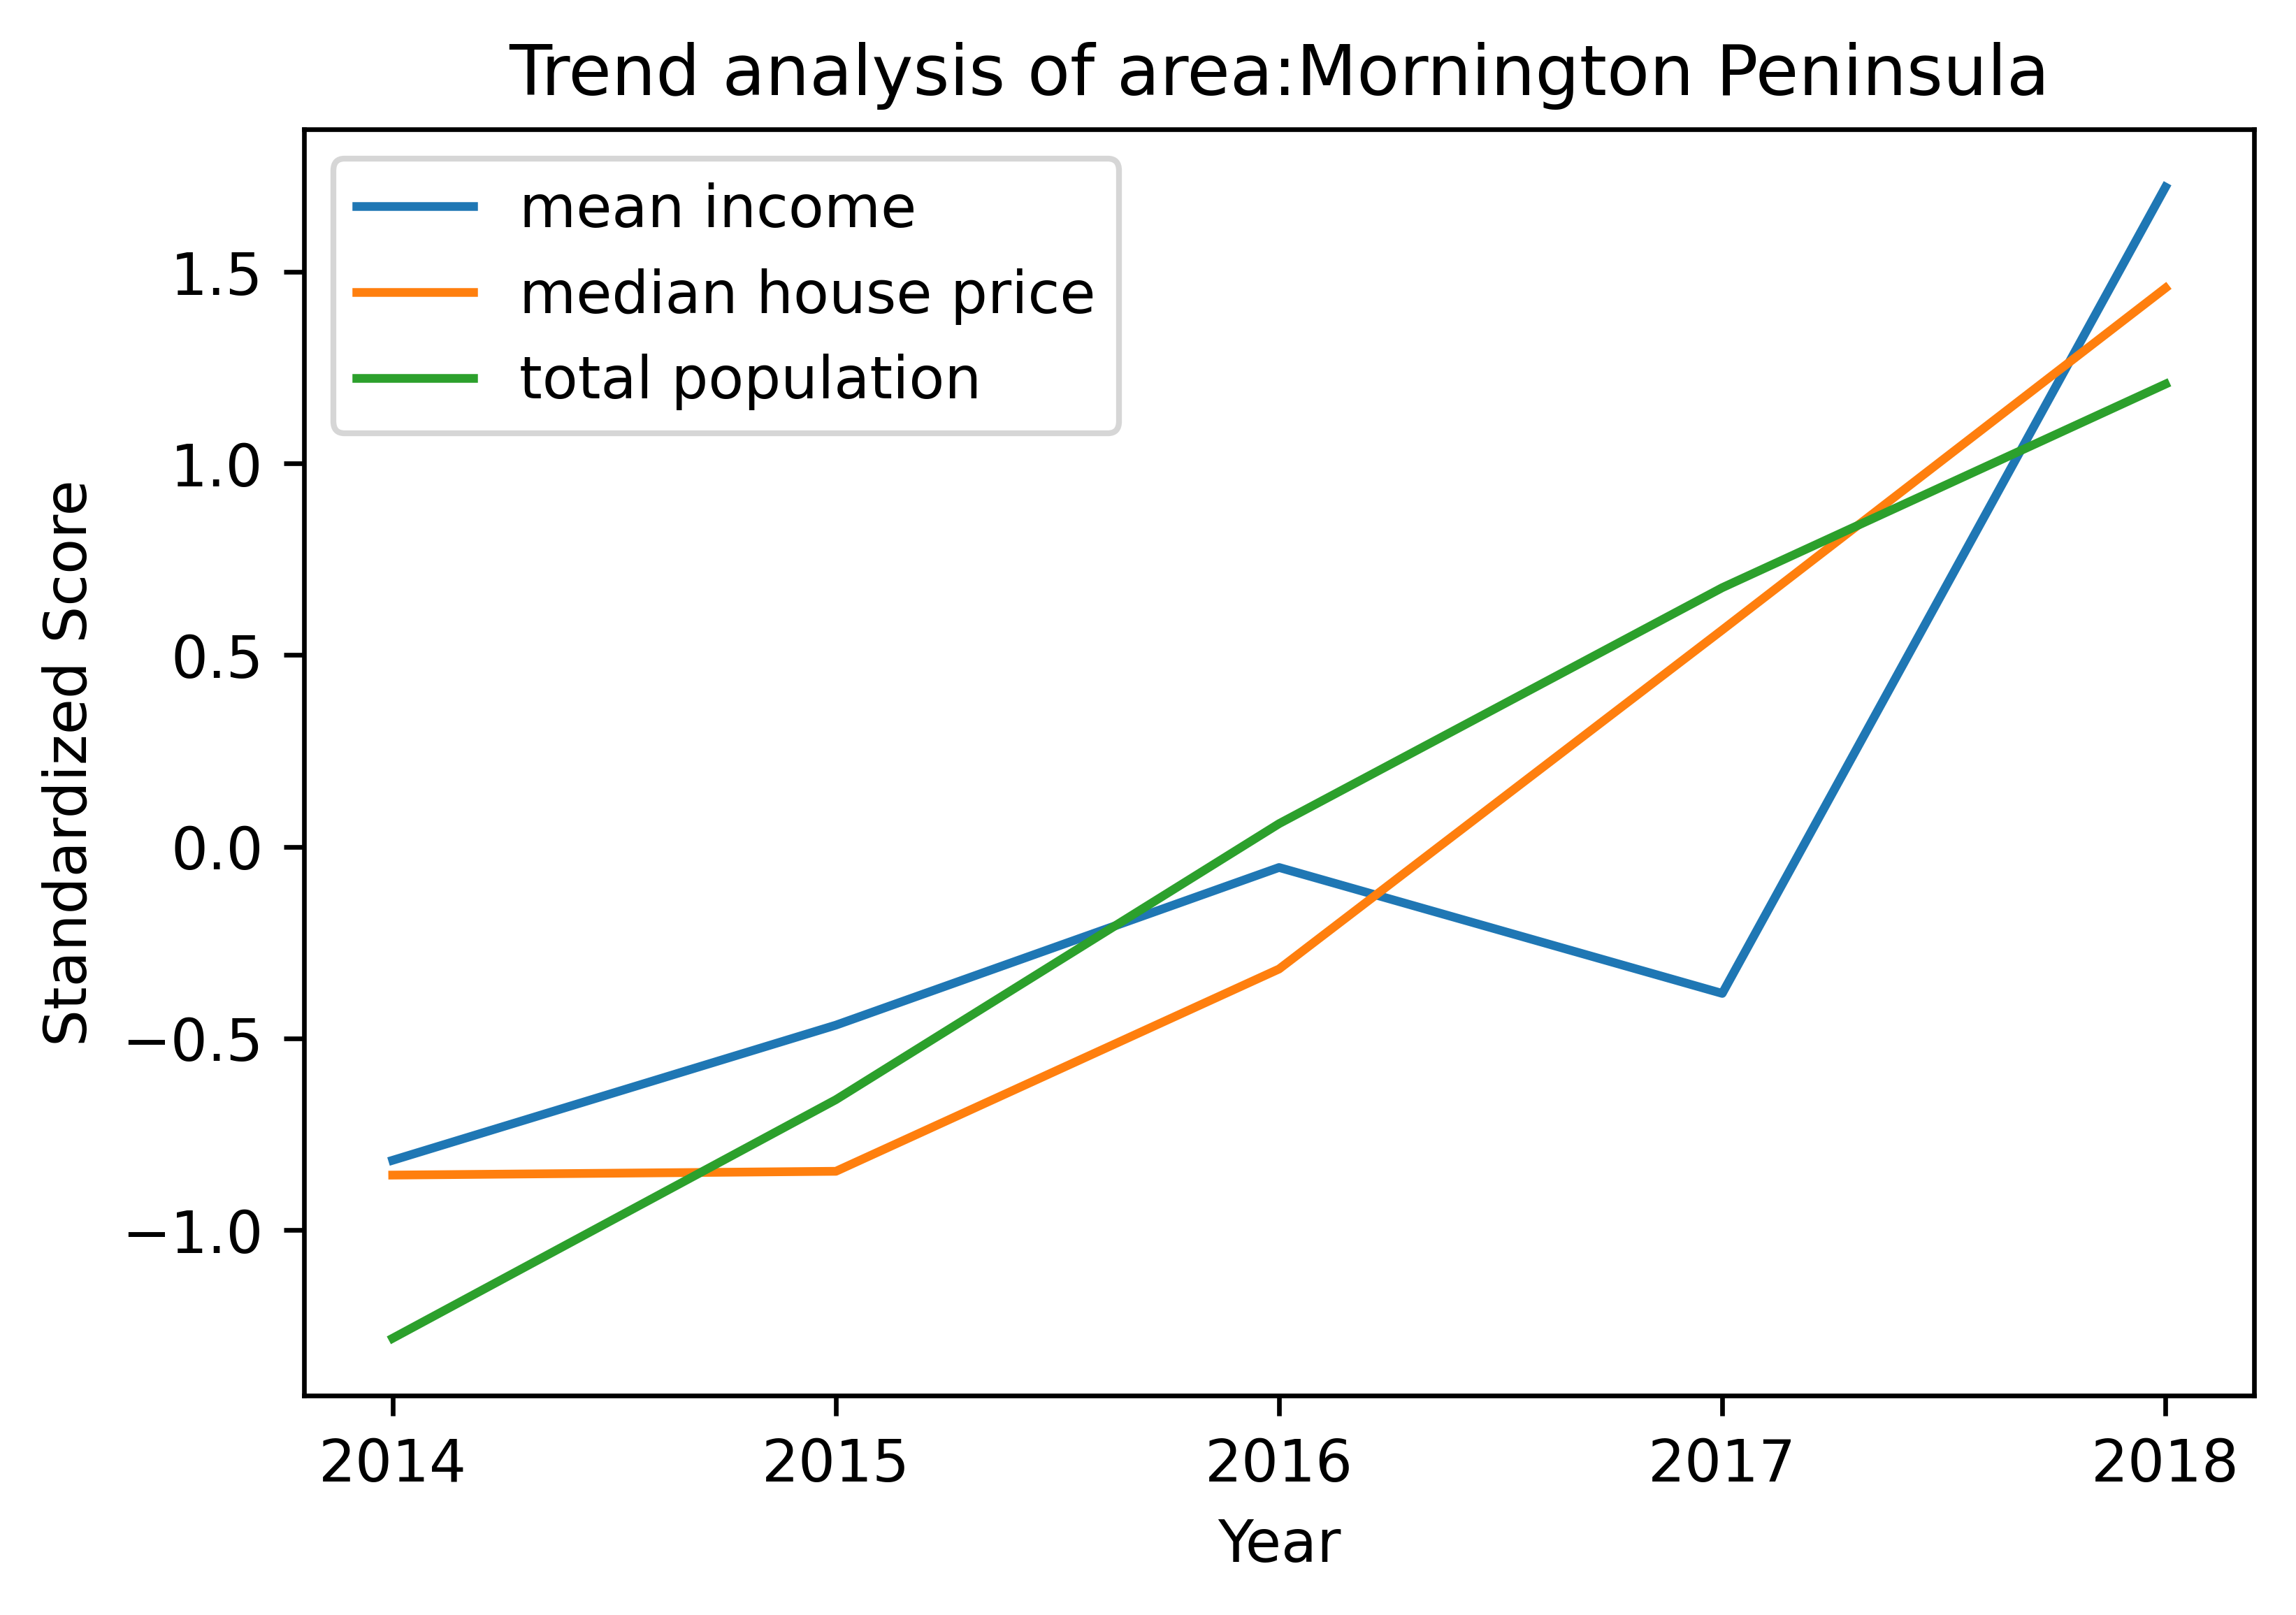 Trend analysis of area:Mornington Peninsula
mean income
median house price
total population
1.5
1.0
0.5
0.0
−0.5
−1.0
Standardized Score
2014 2015 2016 2017 2018
Year